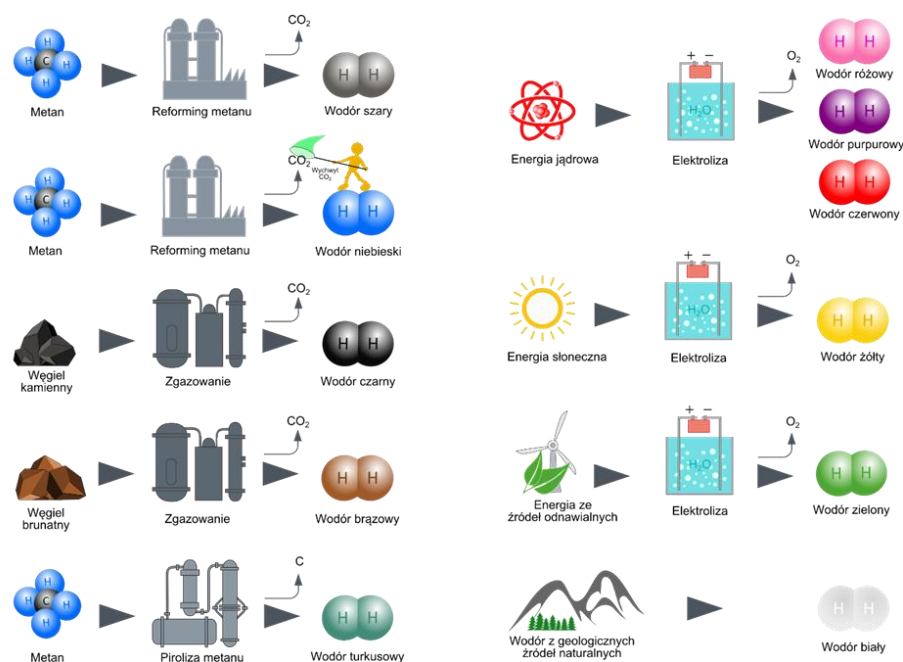 CO2
H
H
C
H
H
H H
Metan
Reforming metanu
Wodór szary
CO2
Wychwyt
CO2
H
H
C
H
H
H H
Metan
Reforming metanu
Wodór niebieski
CO2
H H
Węgiel
kamienny
Zgazowanie
Wodór czarny
CO2
H H
Węgiel
brunatny
Zgazowanie
Wodór brązowy
C
H
H
C
H
H
H H
Metan
Piroliza metanu
Wodór turkusowy
+ −
O2
H2O
H H
Wodór różowy
H H
Wodór purpurowy
H H
Wodór czerwony
Energia jądrowa
Elektroliza
+ −
O2
H2O
H H
Energia słoneczna
Elektroliza
Wodór żółty
+ −
O2
H2O
H H
Energia ze
źródeł odnawialnych
Elektroliza
Wodór zielony
H H
Wodór z geologicznych
źródeł naturalnych
Wodór biały